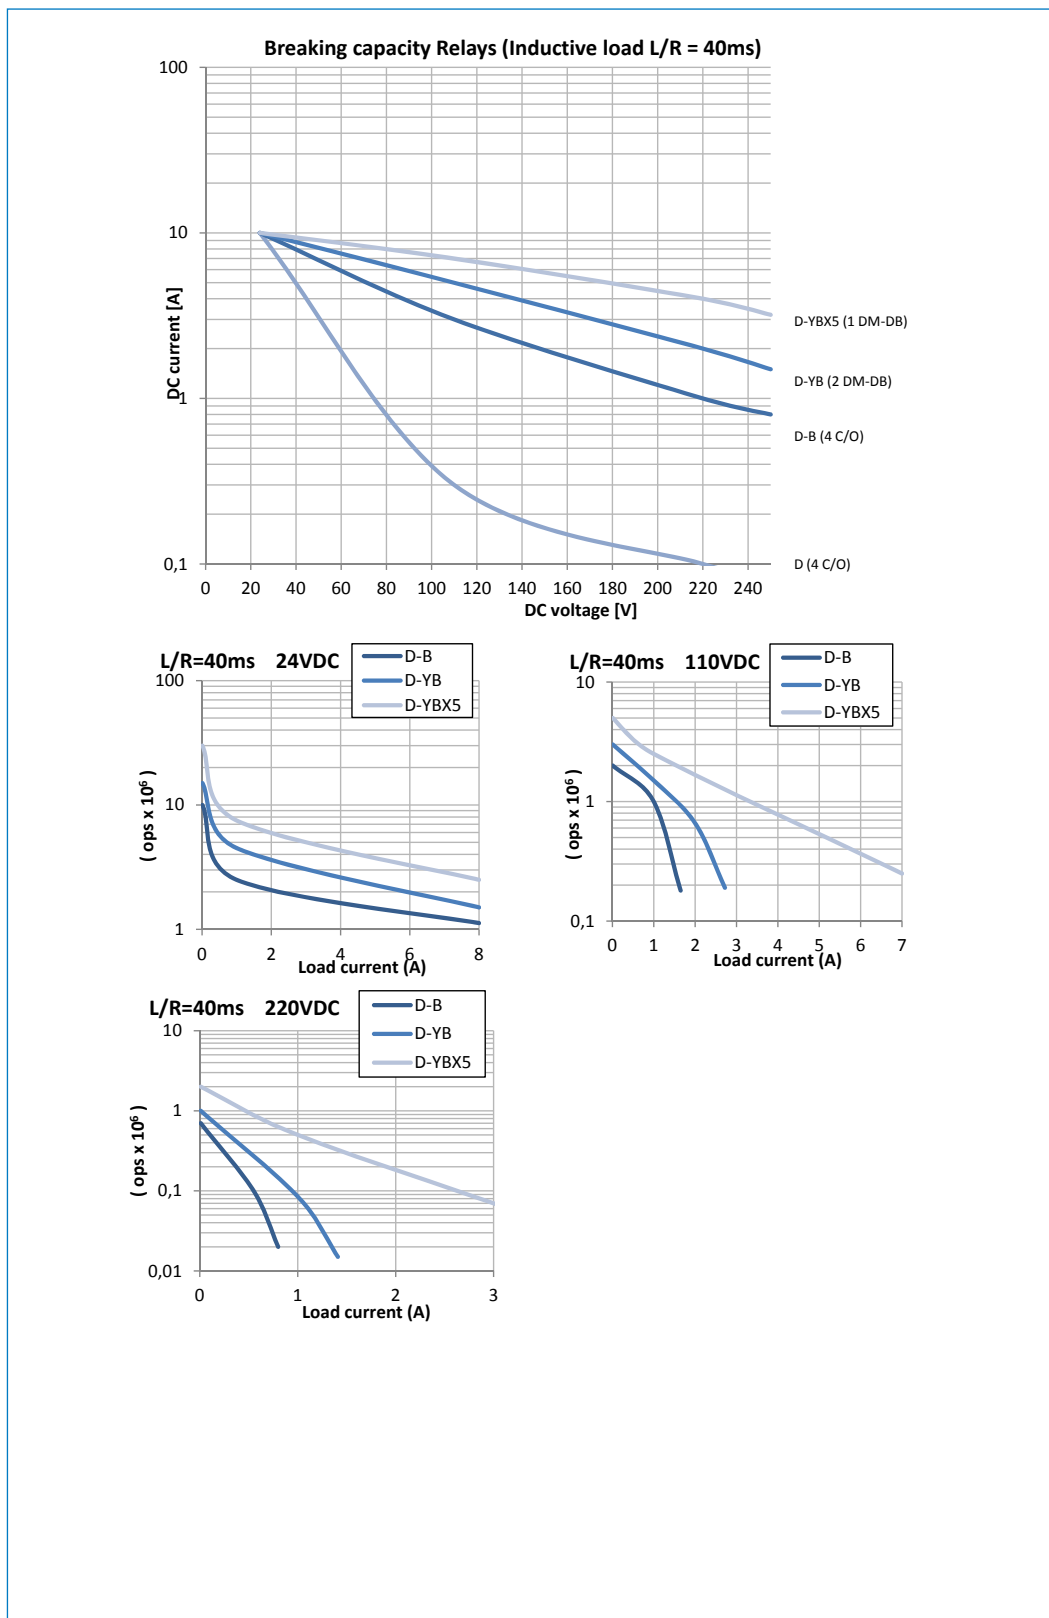 Breaking capacity Relays (Inductive load L/R = 40ms)
100
10
1
0,1
DC current [A]
0 20 40 60 80 100 120 140 160 180 200 220 240
DC voltage [V]
D-YBX5 (1 DM-DB)
D-YB (2 DM-DB)
D-B (4 C/O)
D (4 C/O)
L/R=40ms 24VDC
D-B
D-YB
D-YBX5
100
10
1
( ops x 10⁶ )
0 2 4 6 8
Load current (A)
L/R=40ms 110VDC
D-B
D-YB
D-YBX5
10
1
0,1
( ops x 10⁶ )
0 1 2 3 4 5 6 7
Load current (A)
L/R=40ms 220VDC
D-B
D-YB
D-YBX5
10
1
0,1
0,01
( ops x 10⁶ )
0 1 2 3
Load current (A)